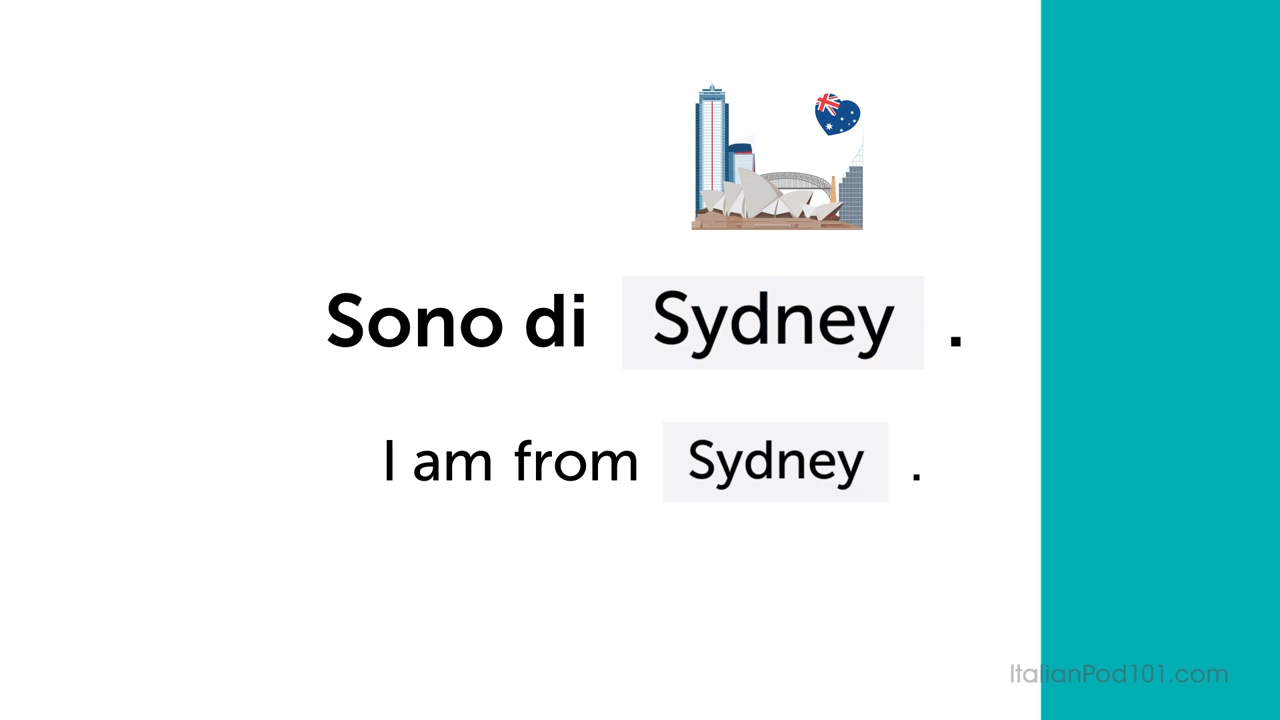 Sono di Sydney .
I am from Sydney .
ItalianPod101.com